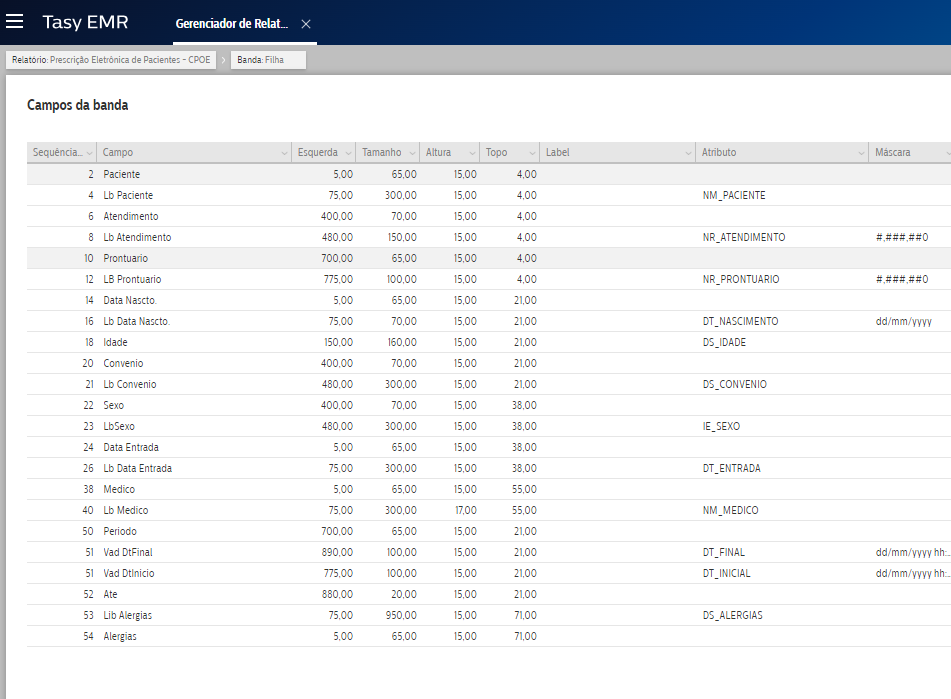 Tasy EMR
Gerenciador de Relat...
Relatório: Prescrição Eletrônica de Pacientes - CPOE
Banda: Filha
Campos da banda
Sequência... Campo Esquerda Tamanho Altura Topo Label Atributo Máscara
2 Paciente 5,00 65,00 15,00 4,00
4 Lb Paciente 75,00 300,00 15,00 4,00 NM_PACIENTE
6 Atendimento 400,00 70,00 15,00 4,00
8 Lb Atendimento 480,00 150,00 15,00 4,00 NR_ATENDIMENTO #,###,##0
10 Prontuario 700,00 65,00 15,00 4,00
12 LB Prontuario 775,00 100,00 15,00 4,00 NR_PRONTUARIO #,###,##0
14 Data Nascto. 5,00 65,00 15,00 21,00
16 Lb Data Nascto. 75,00 70,00 15,00 21,00 DT_NASCIMENTO dd/mm/yyyy
18 Idade 150,00 160,00 15,00 21,00 DS_IDADE
20 Convenio 400,00 70,00 15,00 21,00
21 Lb Convenio 480,00 300,00 15,00 21,00 DS_CONVENIO
22 Sexo 400,00 70,00 15,00 38,00
23 LbSexo 480,00 300,00 15,00 38,00 IE_SEXO
24 Data Entrada 5,00 65,00 15,00 38,00
26 Lb Data Entrada 75,00 300,00 15,00 38,00 DT_ENTRADA
38 Medico 5,00 65,00 15,00 55,00
40 Lb Medico 75,00 300,00 17,00 55,00 NM_MEDICO
50 Periodo 700,00 65,00 15,00 21,00
51 Vad DtFinal 890,00 100,00 15,00 21,00 DT_FINAL dd/mm/yyyy hh:...
51 Vad DtInicio 775,00 100,00 15,00 21,00 DT_INICIAL dd/mm/yyyy hh:...
52 Ate 880,00 20,00 15,00 21,00
53 Lib Alergias 75,00 950,00 15,00 71,00 DS_ALERGIAS
54 Alergias 5,00 65,00 15,00 71,00